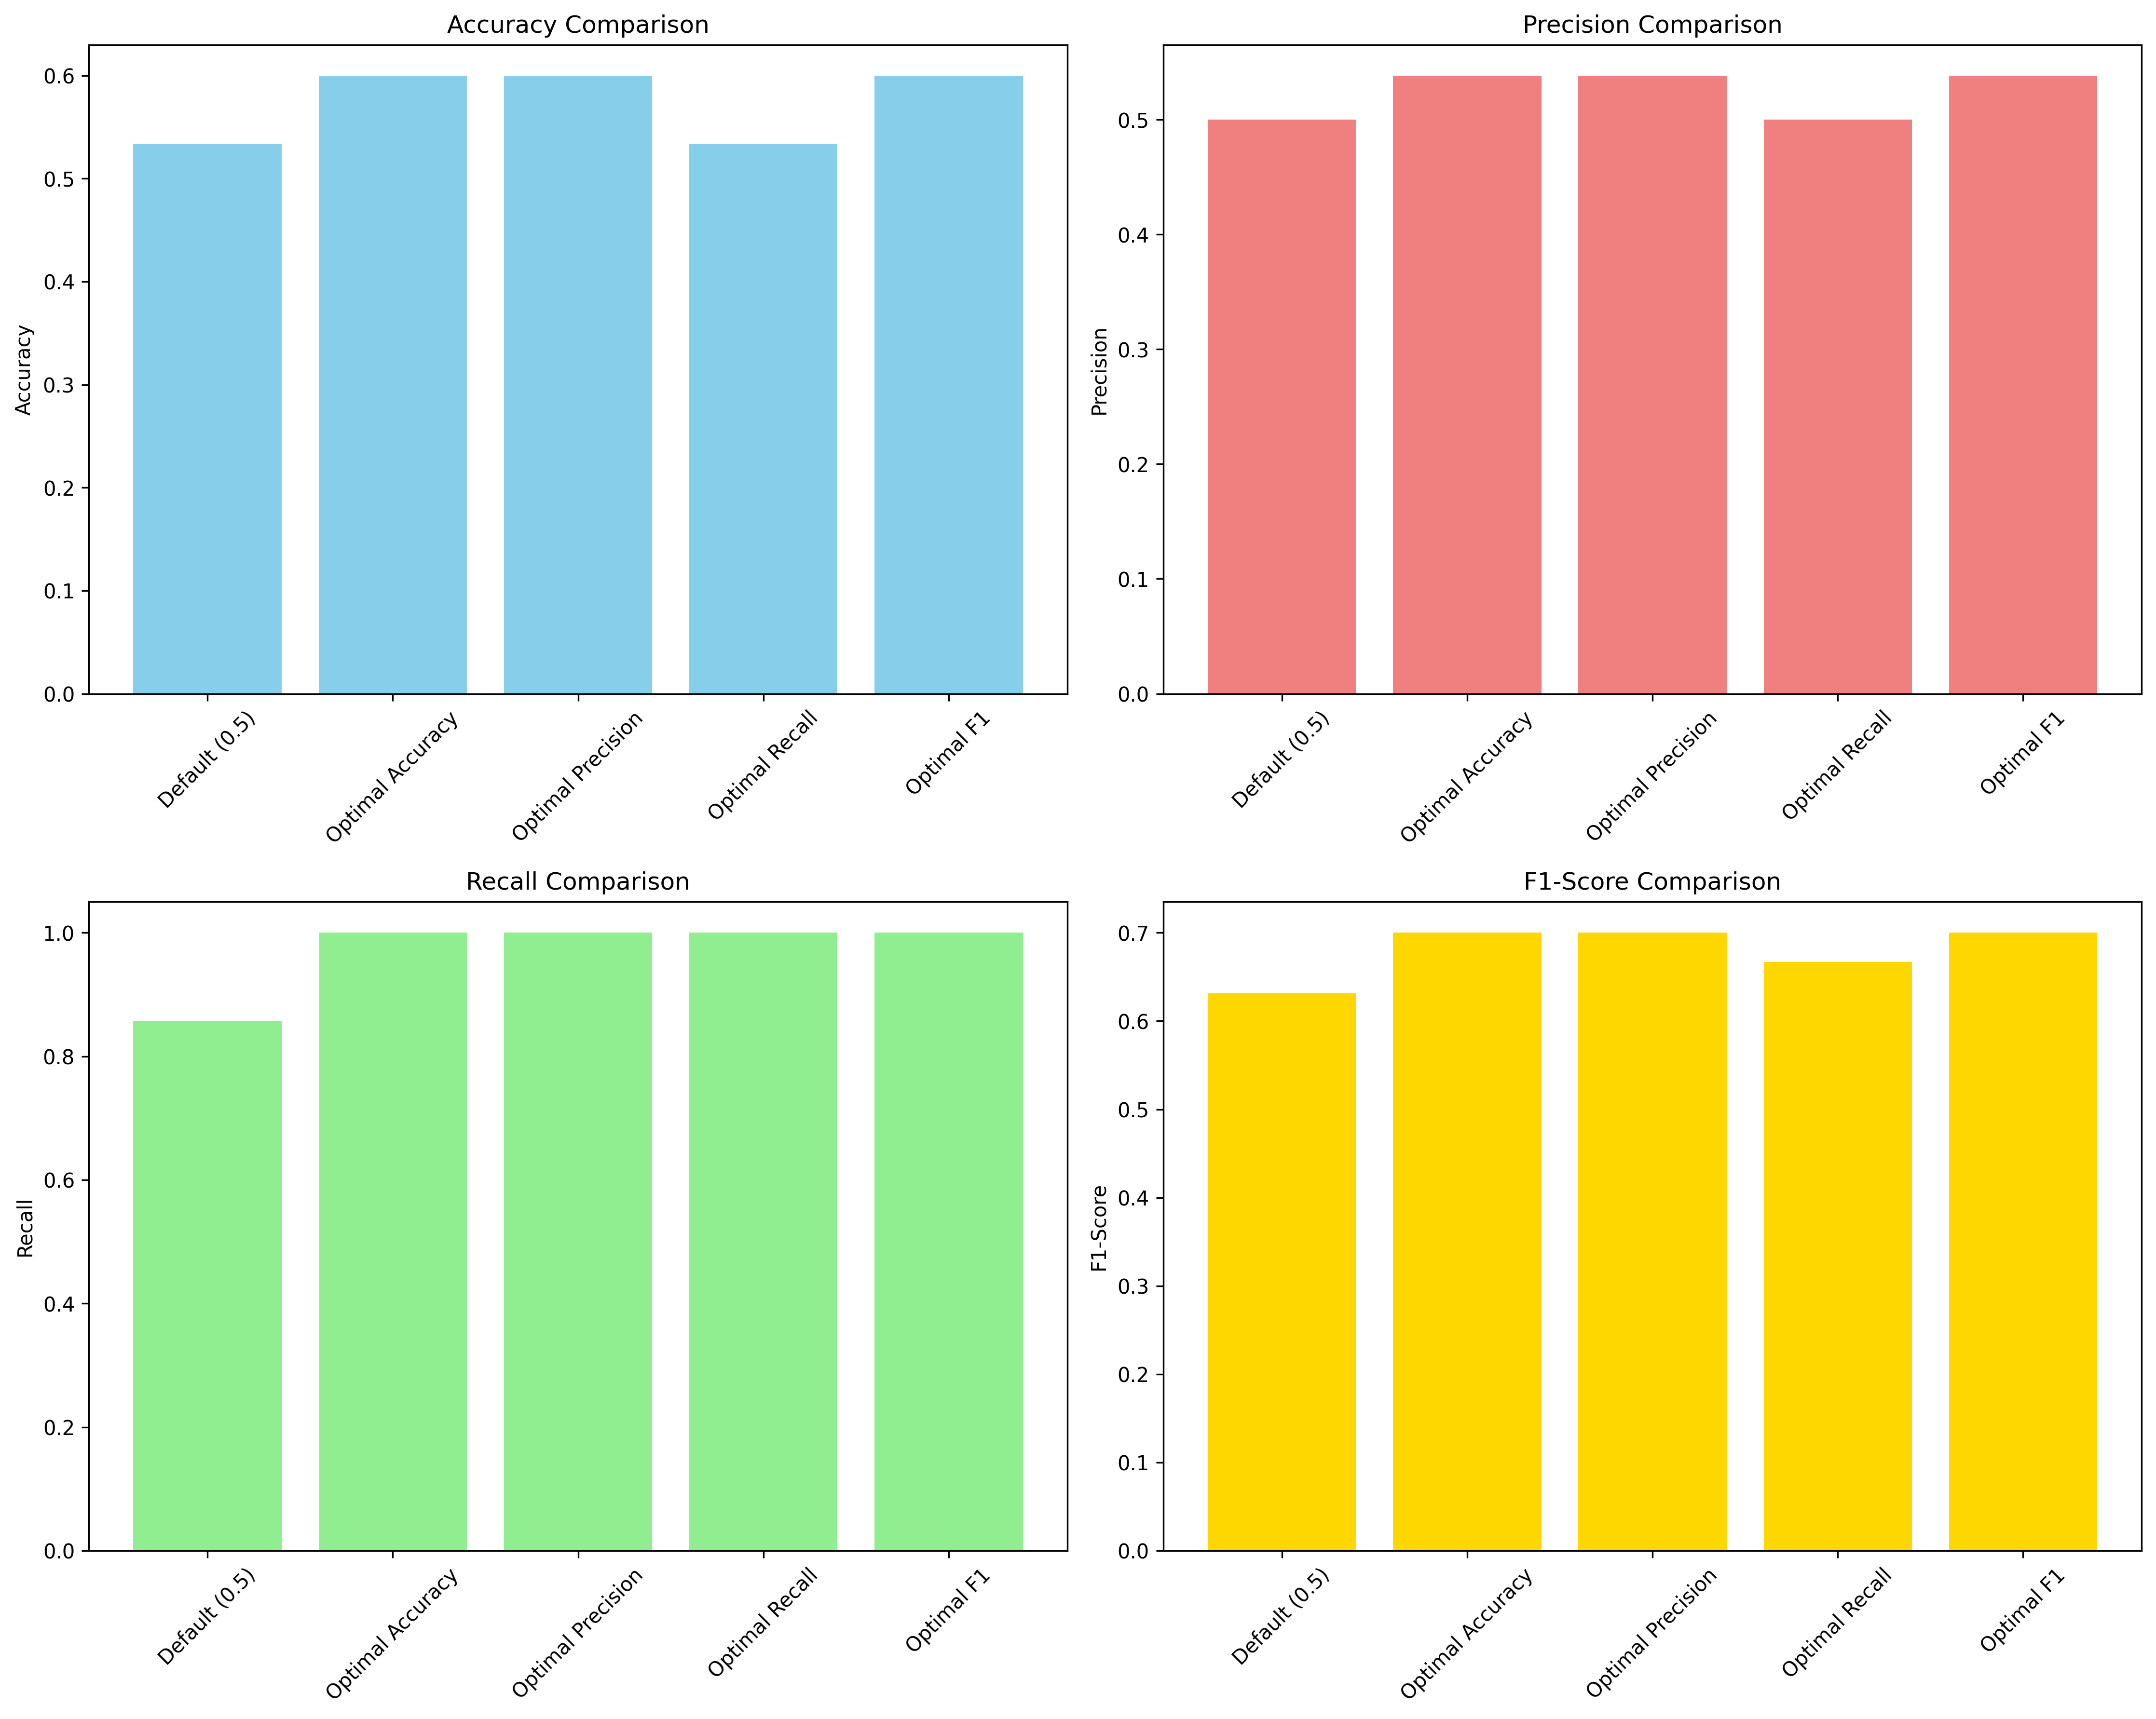 Accuracy Comparison
Accuracy
0.6
0.5
0.4
0.3
0.2
0.1
0.0
Default (0.5)
Optimal Accuracy
Optimal Precision
Optimal Recall
Optimal F1
Precision Comparison
Precision
0.5
0.4
0.3
0.2
0.1
0.0
Default (0.5)
Optimal Accuracy
Optimal Precision
Optimal Recall
Optimal F1
Recall Comparison
Recall
1.0
0.8
0.6
0.4
0.2
0.0
Default (0.5)
Optimal Accuracy
Optimal Precision
Optimal Recall
Optimal F1
F1-Score Comparison
F1-Score
0.7
0.6
0.5
0.4
0.3
0.2
0.1
0.0
Default (0.5)
Optimal Accuracy
Optimal Precision
Optimal Recall
Optimal F1